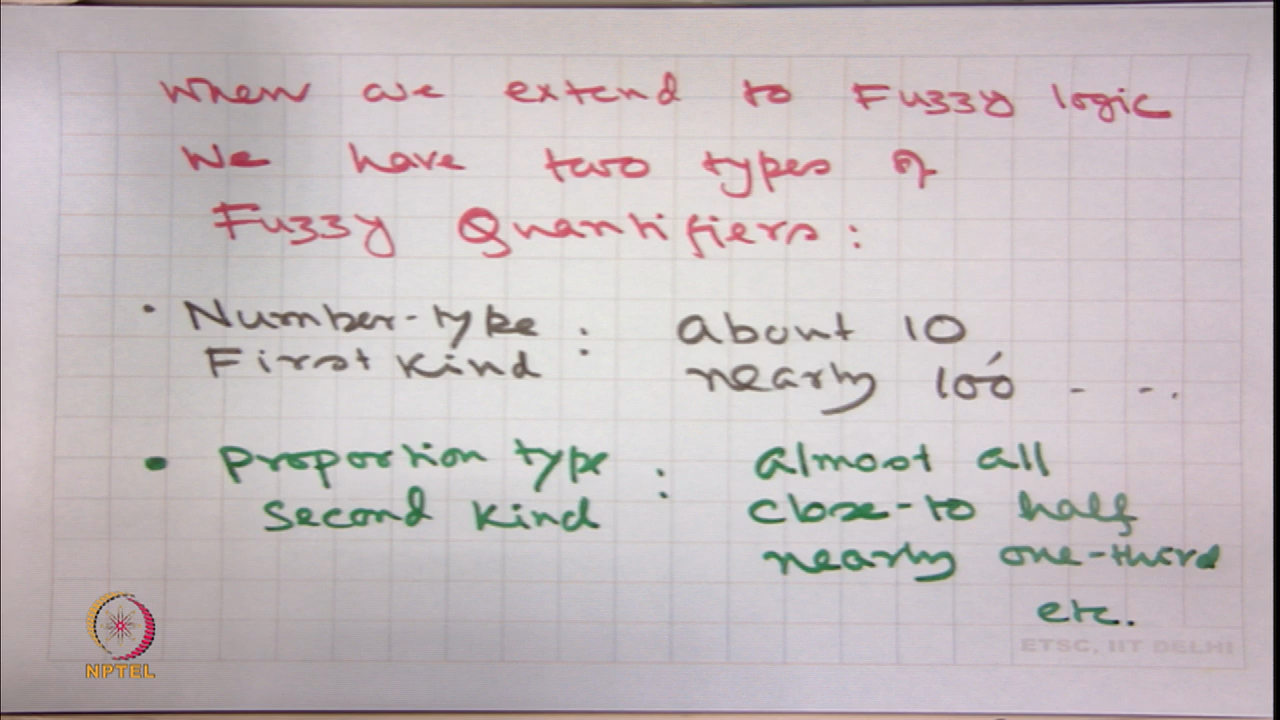 When we extend to Fuzzy logic
We have two types of
Fuzzy Quantifiers:
• Number-type : about 10,
First Kind nearly 100 - - .
• Proportion type : almost all
Second Kind close-to half
nearly one-third
etc.
NPTEL
ETSC, IIT DELHI